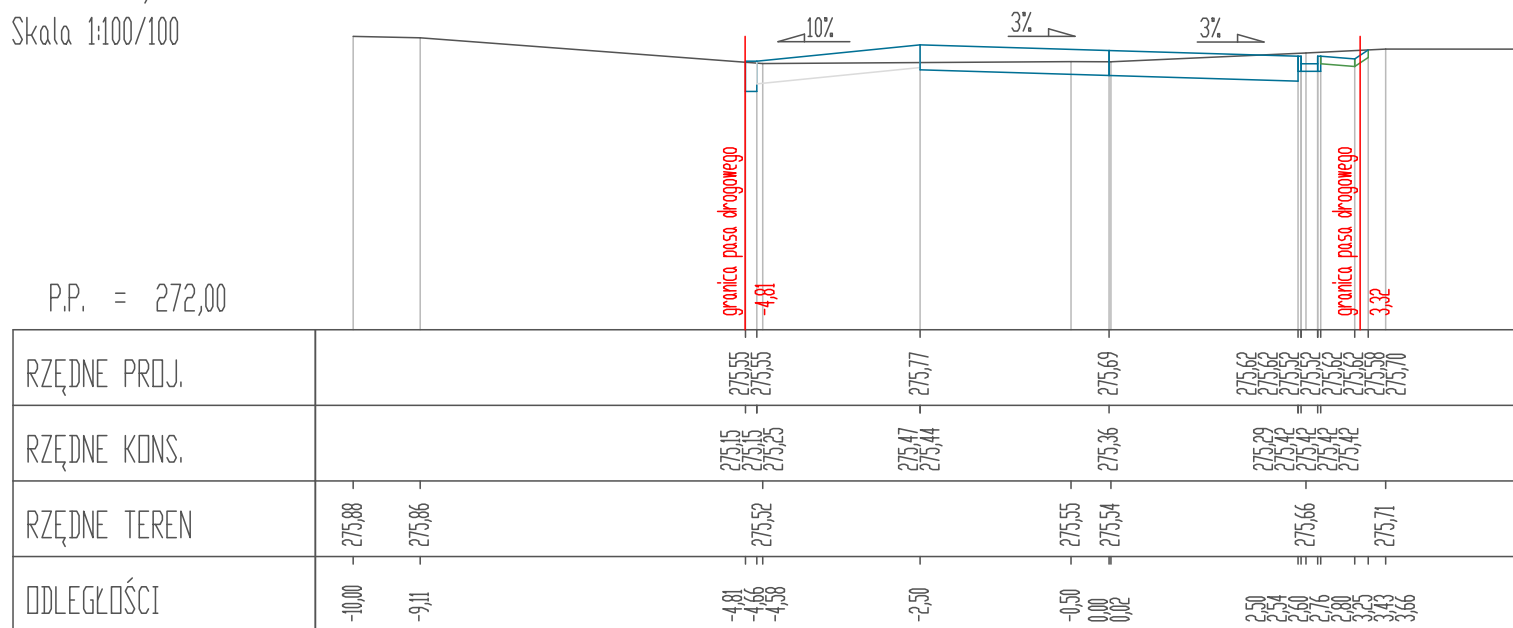 Skala 1:100/100
10%
3%
3%
granica pasa drogowego
-4,81
granica pasa drogowego
3,32
P.P. = 272,00
RZĘDNE PROJ. 275,55 275,55 275,77 275,69 275,62 275,62 275,52 275,52 275,62 275,62 275,58 275,70
RZĘDNE KONS. 275,15 275,15 275,25 275,47 275,44 275,36 275,29 275,42 275,42 275,42 275,42
RZĘDNE TEREN 275,88 275,86 275,52 275,55 275,54 275,66 275,71
ODLEGŁOŚCI -10,00 -9,11 -4,81 -4,66 -4,58 -2,50 -0,50 0,00 0,02 2,50 2,54 2,60 2,76 2,80 3,25 3,43 3,66